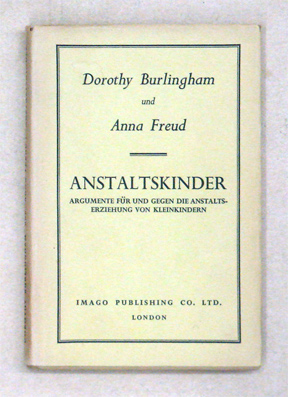 Dorothy Burlingham
und
Anna Freud
ANSTALTSKINDER
ARGUMENTE FÜR UND GEGEN DIE ANSTALTS-
ERZIEHUNG VON KLEINKINDERN
IMAGO PUBLISHING CO. LTD.
LONDON